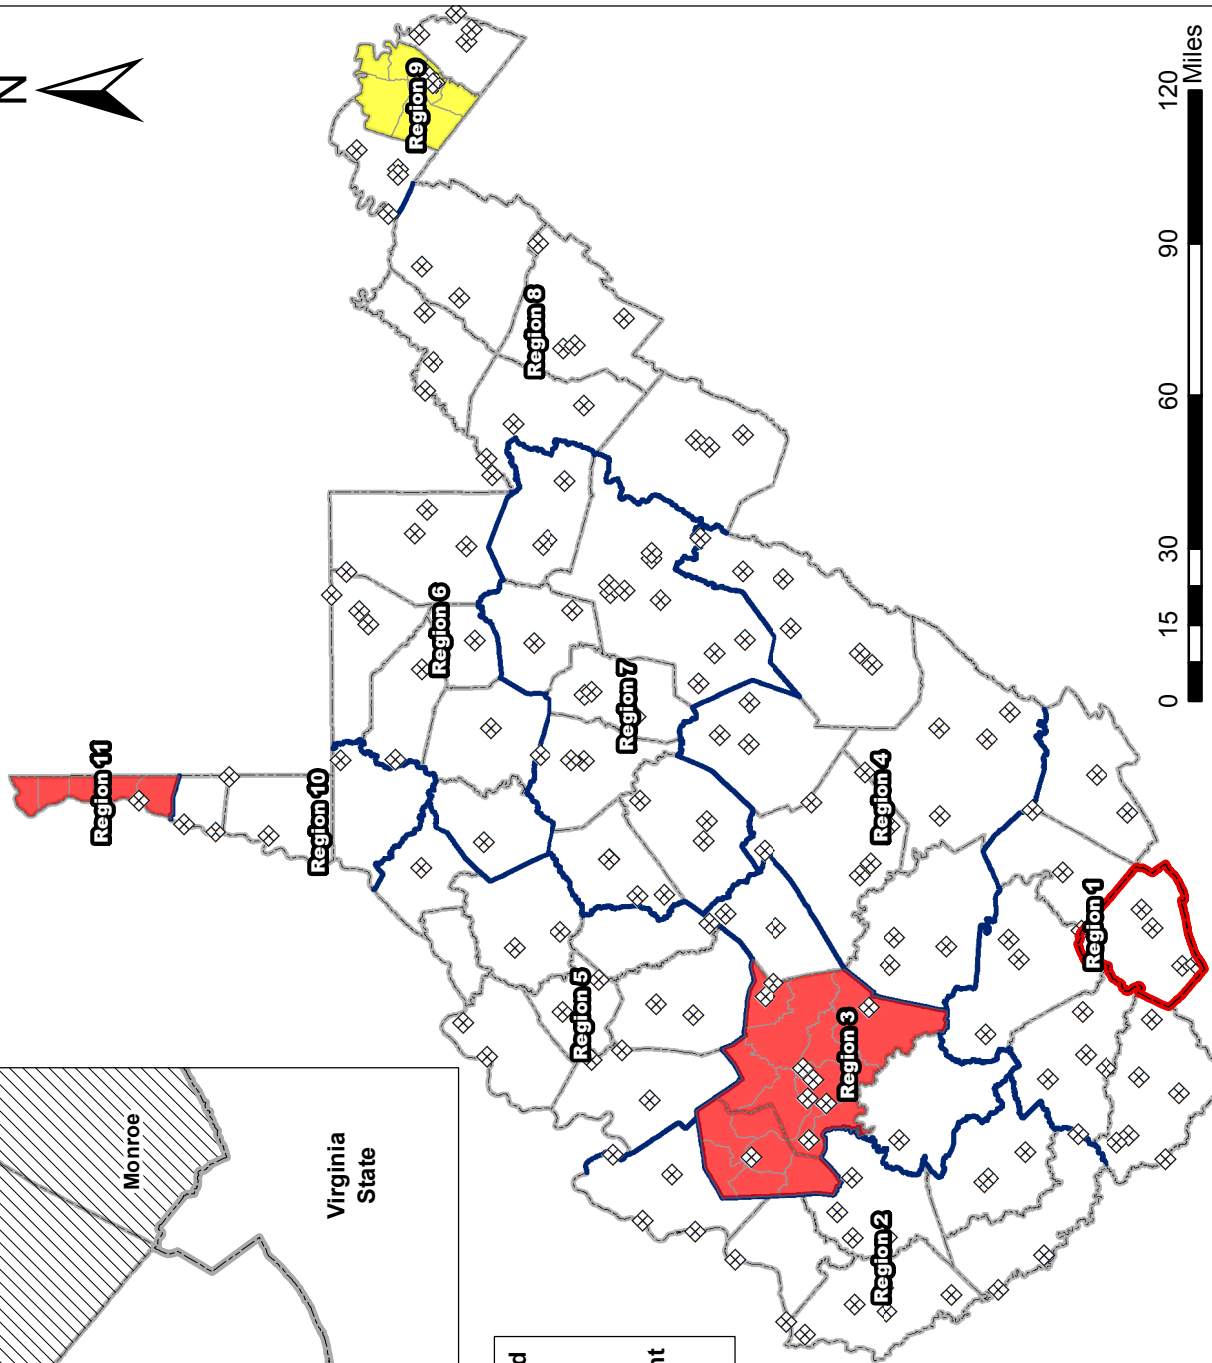 N
Region 11
Region 10
Region 9
Region 6
Region 8
Region 7
Region 5
Region 4
Region 3
Region 1
Region 2
Monroe
Virginia
State
0 15 30 60 90 120
Miles
d
nt